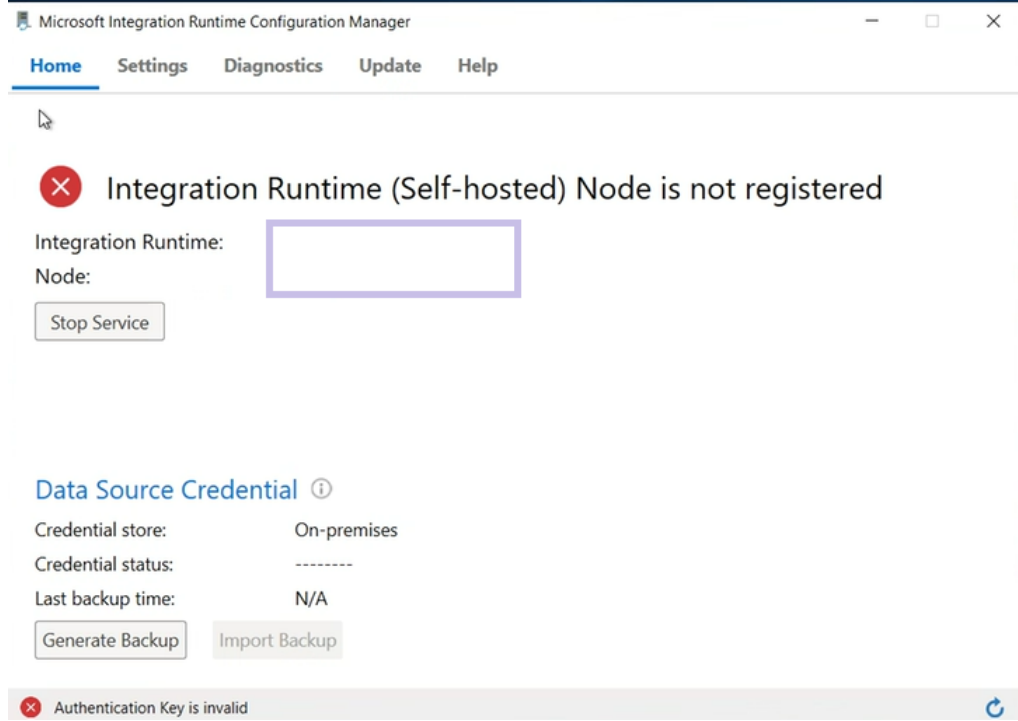 Microsoft Integration Runtime Configuration Manager
Home Settings Diagnostics Update Help
Integration Runtime (Self-hosted) Node is not registered
Integration Runtime:
Node:
Stop Service
Data Source Credential
Credential store: On-premises
Credential status: --------
Last backup time: N/A
Generate Backup Import Backup
Authentication Key is invalid